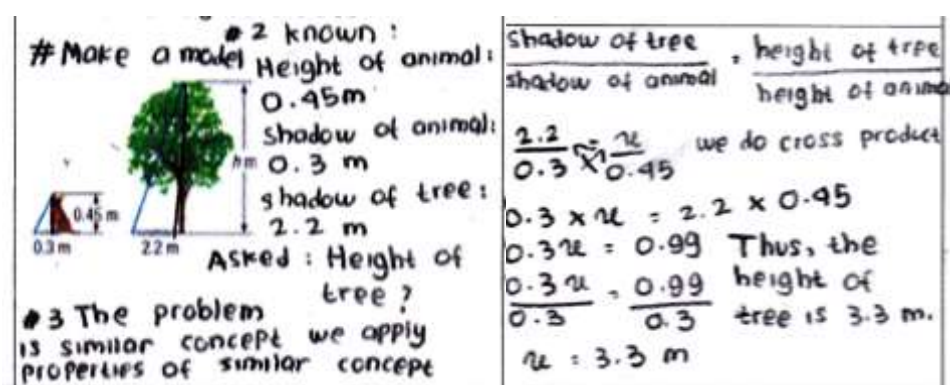 #2 known :
#Make a model Height of animal :
0.45m
shadow of animal :
hm 0.3 m
0.45 m shadow of tree :
0.3 m 2.2 m 2.2 m
Asked : Height of
tree ?
#3 The problem
is similar concept we apply
properties of similar concept
shadow of tree = height of tree
shadow of animal height of anima
2.2 = x we do cross product
0.3 0.45
0.3 x x = 2.2 x 0.45
0.3x = 0.99 Thus, the
0.3x = 0.99 height of
0.3 0.3 tree is 3.3 m.
x = 3.3 m